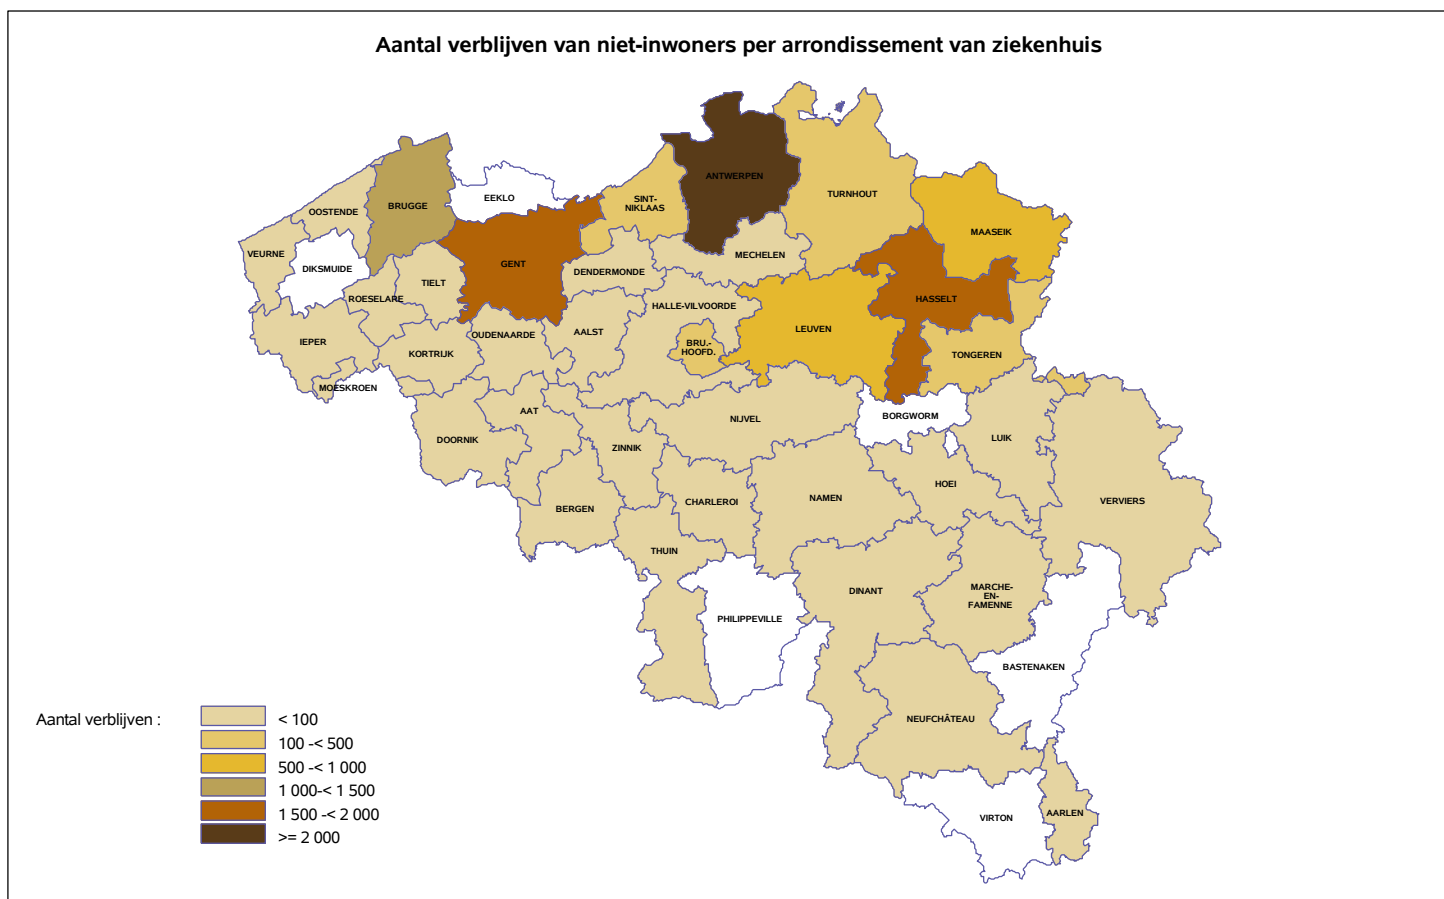 Aantal verblijven van niet-inwoners per arrondissement van ziekenhuis
ANTWERPEN
TURNHOUT
EEKLO
SINT-
NIKLAAS
BRUGGE
OOSTENDE
MAASEIK
VEURNE
DIKSMUIDE
GENT
MECHELEN
DENDERMONDE
TIELT
ROESELARE
HALLE-VILVOORDE
HASSELT
LEUVEN
OUDENAARDE
AALST
IEPER
KORTRIJK
BRU.-
HOOFD.
TONGEREN
MOESKROEN
AAT
NIJVEL
BORGWORM
DOORNIK
ZINNIK
LUIK
HOEI
NAMEN
CHARLEROI
BERGEN
VERVIERS
THUIN
DINANT
MARCHE-
EN-
FAMENNE
PHILIPPEVILLE
BASTENAKEN
NEUFCHÂTEAU
VIRTON
AARLEN
Aantal verblijven :
< 100
100 -< 500
500 -< 1 000
1 000-< 1 500
1 500 -< 2 000
>= 2 000